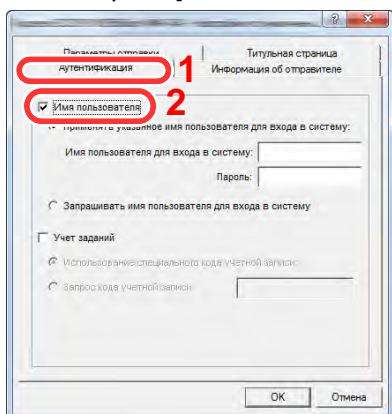 Параметры отправки
Титульная страница
Аутентификация
1
Информация об отправителе
Имя пользователя
2
Применять указанное имя пользователя для входа в систему:
Имя пользователя для входа в систему:
Пароль:
Запрашивать имя пользователя для входа в систему
Учет заданий
Использование специального кода учетной записи:
Запрос кода учетной записи:
OK
Отмена